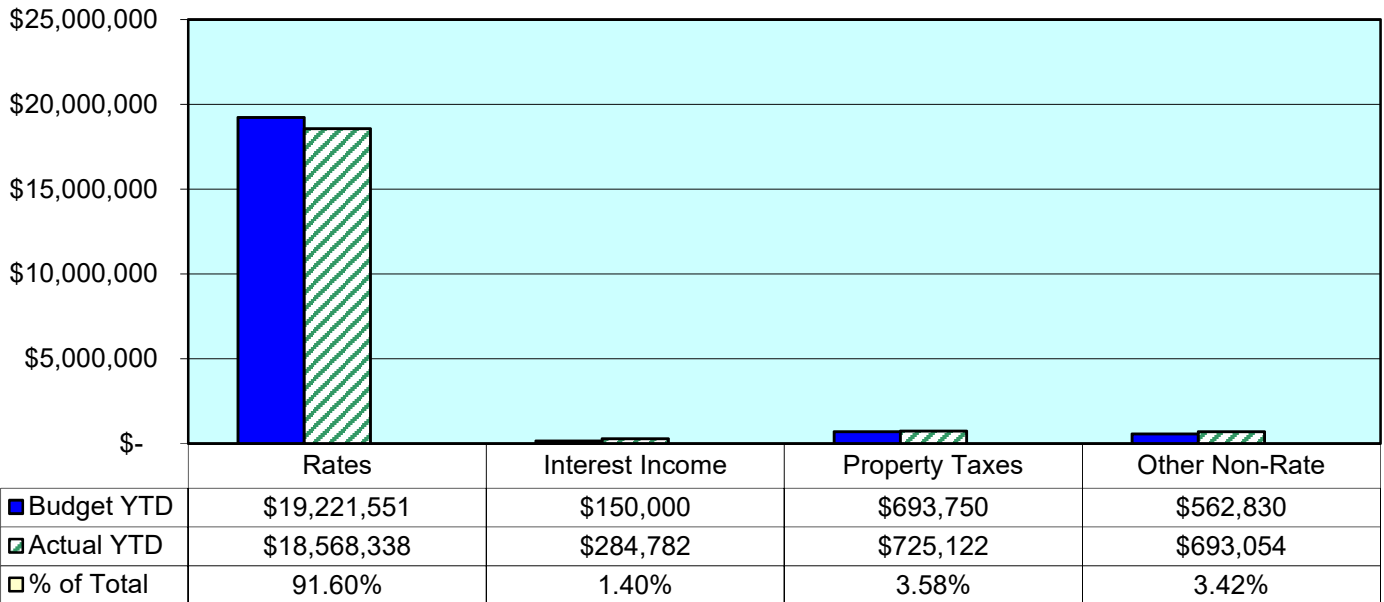 $25,000,000
$20,000,000
$15,000,000
$10,000,000
$5,000,000
$-
Rates Interest Income Property Taxes Other Non-Rate
Budget YTD $19,221,551 $150,000 $693,750 $562,830
Actual YTD $18,568,338 $284,782 $725,122 $693,054
% of Total 91.60% 1.40% 3.58% 3.42%